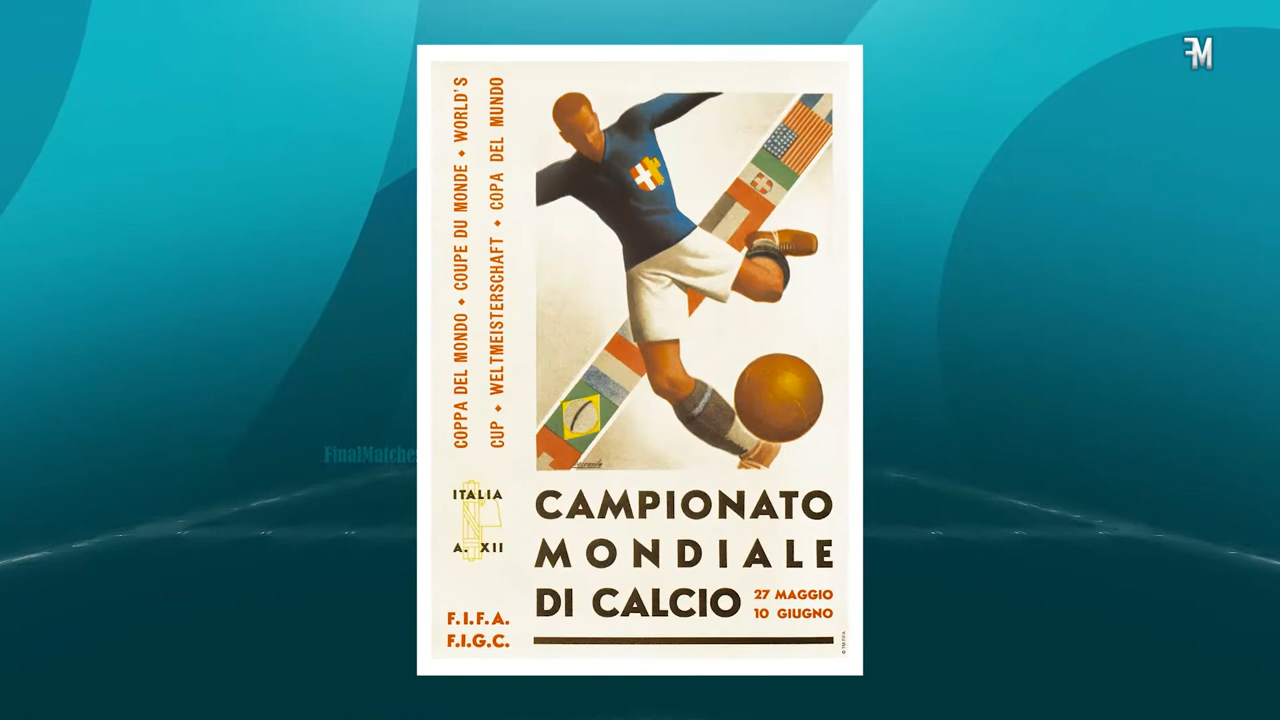 FM
COPPA DEL MONDO • COUPE DU MONDE • WORLD'S
CUP • WELTMEISTERSCHAFT • COPA DEL MUNDO
FinalMatches
ITALIA
A. XII
F.I.F.A.
F.I.G.C.
CAMPIONATO
MONDIALE
DI CALCIO
27 MAGGIO
10 GIUGNO